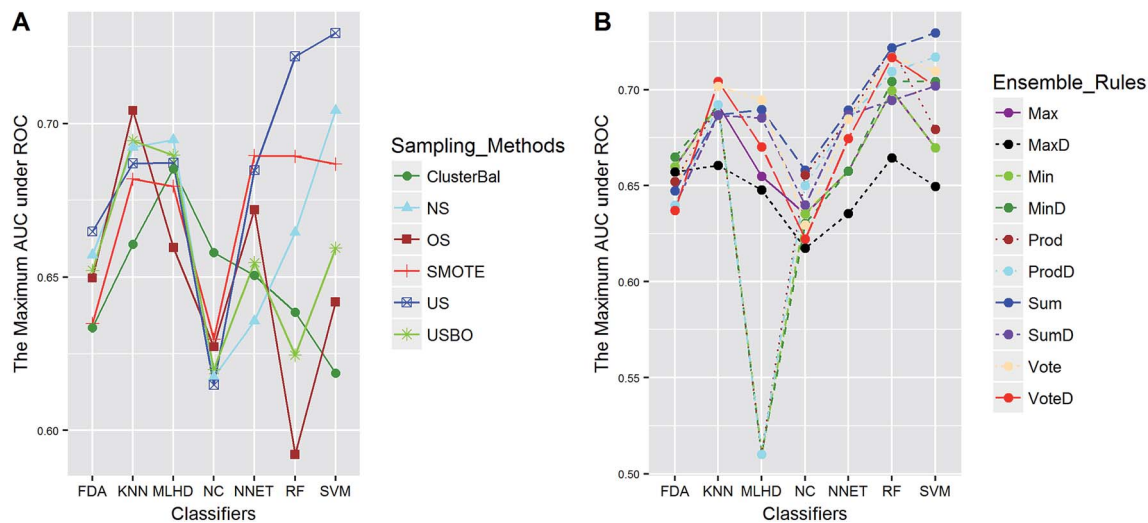 A
The Maximum AUC under ROC
0.70
0.65
0.60
FDA KNN MLHD NC NNET RF SVM
Classifiers
Sampling_Methods
ClusterBal
NS
OS
SMOTE
US
USBO
B
The Maximum AUC under ROC
0.70
0.65
0.60
0.55
0.50
FDA KNN MLHD NC NNET RF SVM
Classifiers
Ensemble_Rules
Max
MaxD
Min
MinD
Prod
ProdD
Sum
SumD
Vote
VoteD